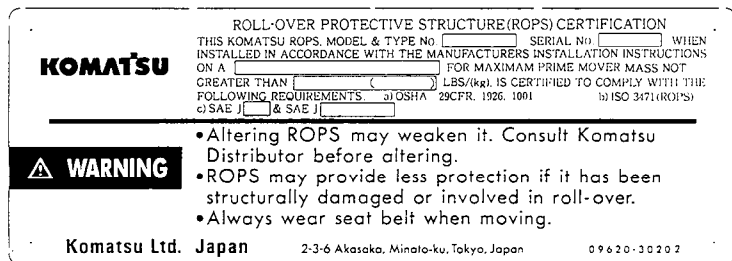 ROLL-OVER PROTECTIVE STRUCTURE (ROPS) CERTIFICATION
THIS KOMATSU ROPS, MODEL & TYPE No. SERIAL No. WHEN
INSTALLED IN ACCORDANCE WITH THE MANUFACTURERS INSTALLATION INSTRUCTIONS
ON A FOR MAXIMAM PRIME MOVER MASS NOT
GREATER THAN ( ) LBS/(kg). IS CERTIFIED TO COMPLY WITH THE
FOLLOWING REQUIREMENTS. a) OSHA 29CFR. 1926. 1001 b) ISO 3471 (ROPS)
c) SAE J & SAE J
KOMATSU
⚠ WARNING
•Altering ROPS may weaken it. Consult Komatsu
Distributor before altering.
•ROPS may provide less protection if it has been
structurally damaged or involved in roll-over.
•Always wear seat belt when moving.
Komatsu Ltd. Japan 2-3-6 Akasaka, Minato-ku, Tokyo, Japan 09620-30202